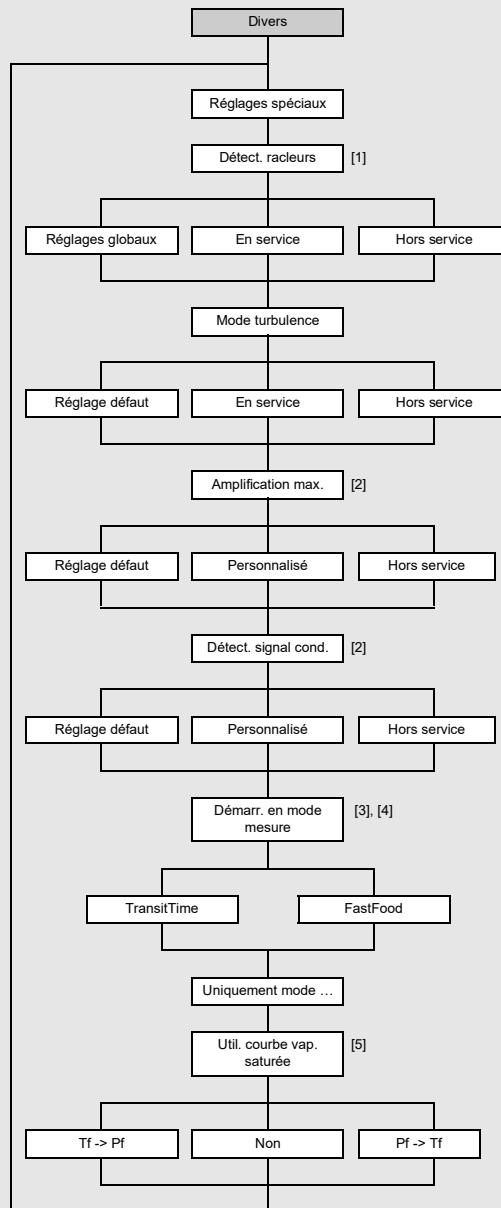 Divers
Réglages spéciaux
Détect. racleurs [1]
Réglages globaux En service Hors service
Mode turbulence
Réglage défaut En service Hors service
Amplification max. [2]
Réglage défaut Personnalisé Hors service
Détect. signal cond. [2]
Réglage défaut Personnalisé Hors service
Démarr. en mode [3], [4]
mesure
TransitTime FastFood
Uniquement mode …
Util. courbe vap. [5]
saturée
Tf -> Pf Non Pf -> Tf